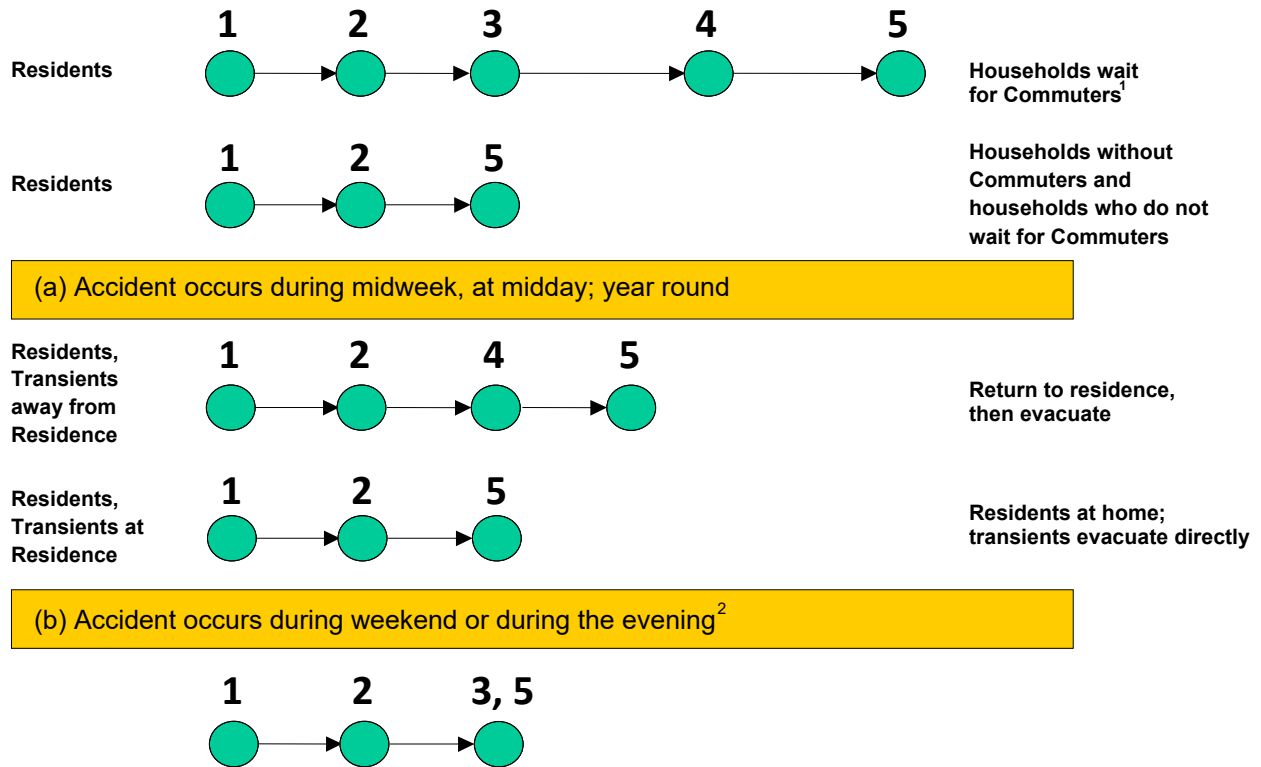 1 2 3 4 5
Residents
Households wait
for Commuters1
1 2 5
Residents
Households without
Commuters and
households who do not
wait for Commuters
(a) Accident occurs during midweek, at midday; year round
Residents,
Transients
away from
Residence
1 2 4 5
Return to residence,
then evacuate
Residents,
Transients at
Residence
1 2 5
Residents at home;
transients evacuate directly
(b) Accident occurs during weekend or during the evening2
1 2 3, 5